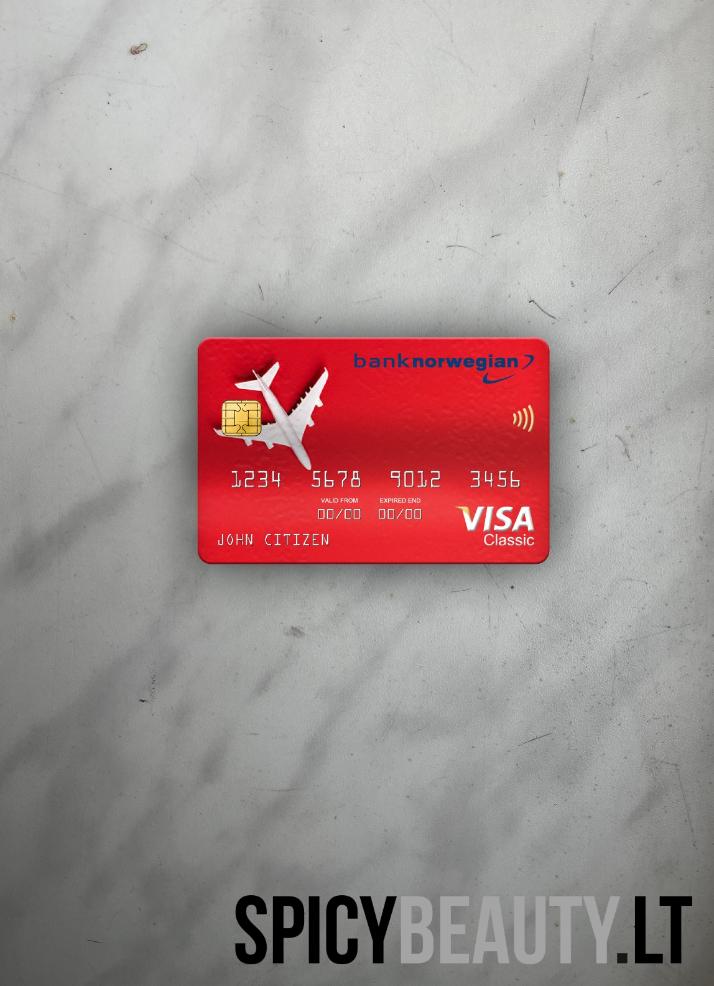 banknorwegian
1234 5678 9012 3456
VALID FROM EXPIRED END
00/00 00/00
VISA
Classic
JOHN CITIZEN
SPICYBEAUTY.LT